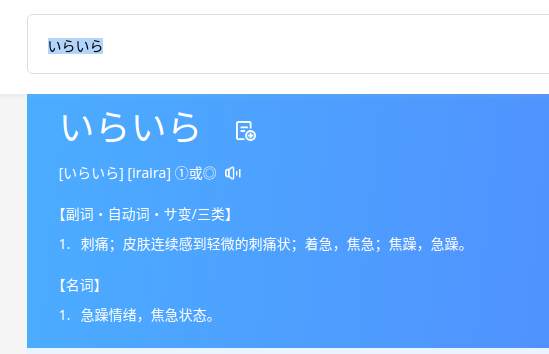 いらいら
いらいら
[いらいら] [iraira] ①或◎
【副词・自动词・サ变/三类】
1. 刺痛；皮肤连续感到轻微的刺痛状；着急，焦急；焦躁，急躁。
【名词】
1. 急躁情绪，焦急状态。